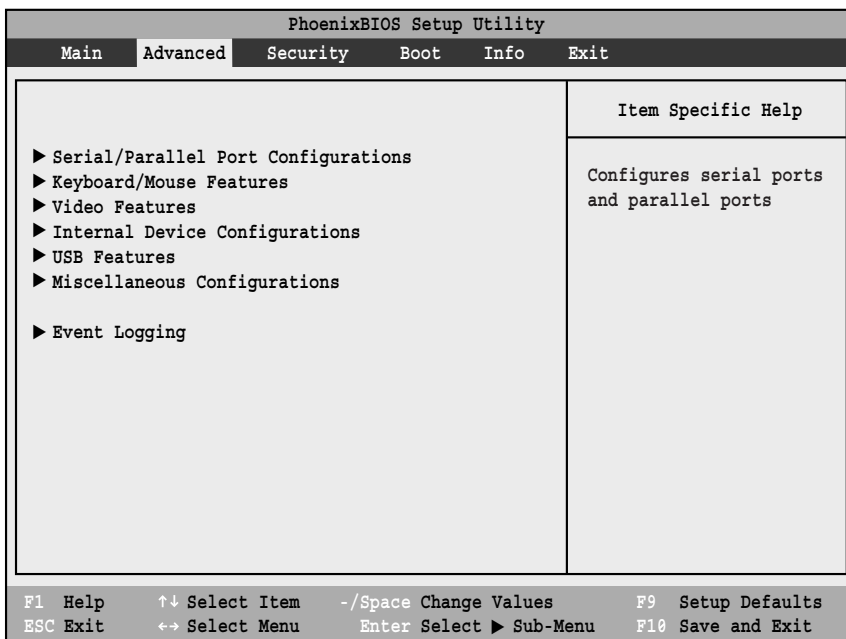 PhoenixBIOS Setup Utility
Main Advanced Security Boot Info Exit
Item Specific Help
▶ Serial/Parallel Port Configurations
▶ Keyboard/Mouse Features
▶ Video Features
▶ Internal Device Configurations
▶ USB Features
▶ Miscellaneous Configurations
▶ Event Logging
Configures serial ports
and parallel ports
F1 Help ↑↓ Select Item -/Space Change Values F9 Setup Defaults
ESC Exit ←→ Select Menu Enter Select ▶ Sub-Menu F10 Save and Exit